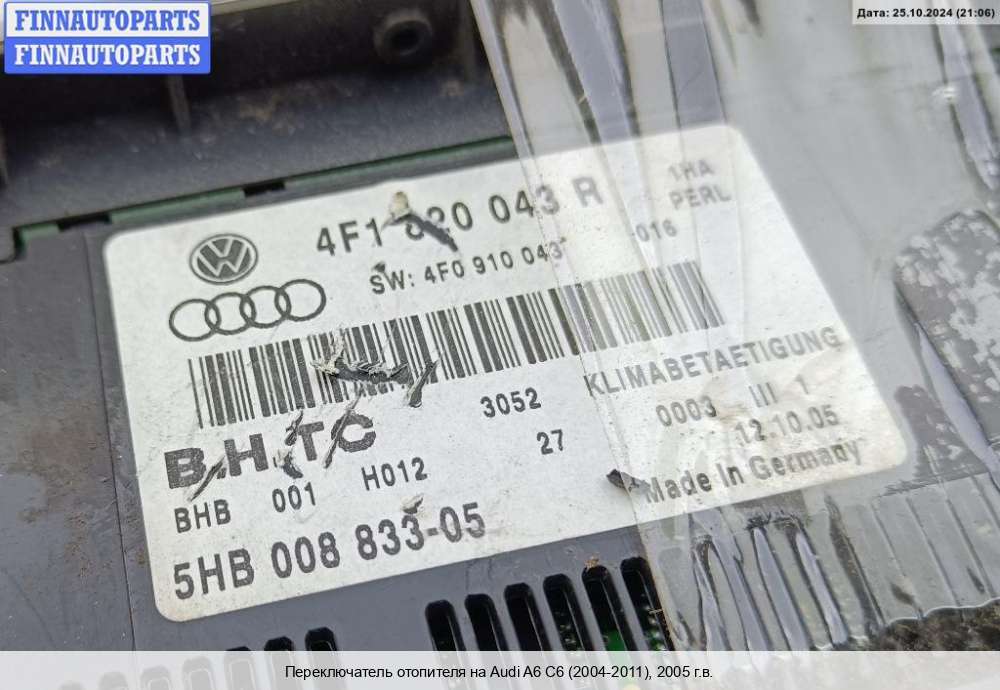 FINNAUTOPARTS
FINNAUTOPARTS
Дата: 25.10.2024 (21:06)
4F1 820 043 R
1HA
PERL
SW: 4F0 910 043
-016
KLIMABETAETIGUNG
B.H.TC
3052
0003 III 1
BHB 001 H012
27
12.10.05
5HB 008 833-05
Made In Germany
Переключатель отопителя на Audi A6 C6 (2004-2011), 2005 г.в.